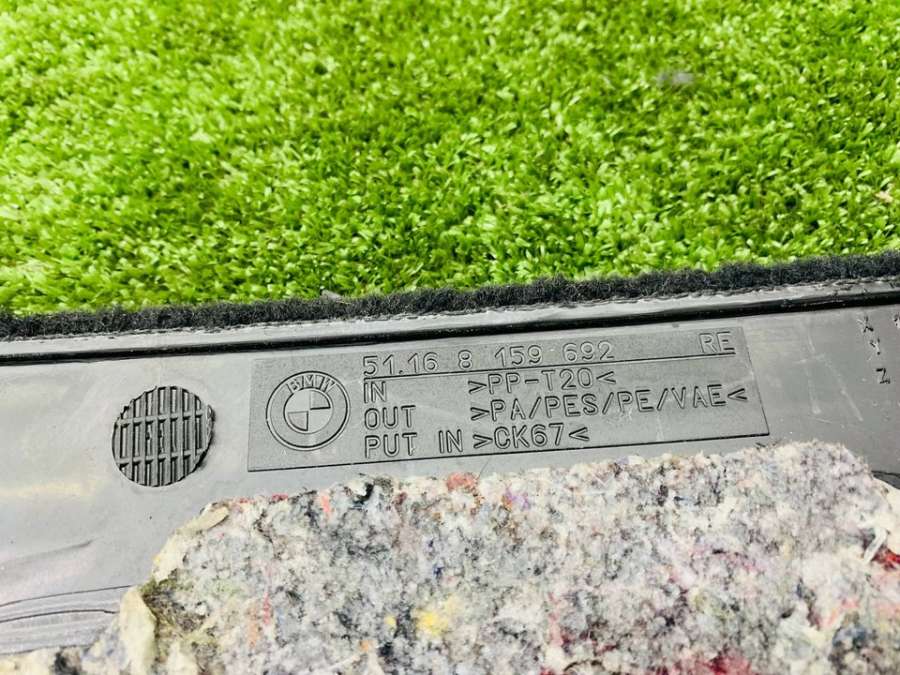 51.16 8 159 692 RE
BMW
IN >PP-T20<
OUT >PA/PES/PE/VAE<
PUT IN >CK67<
Z